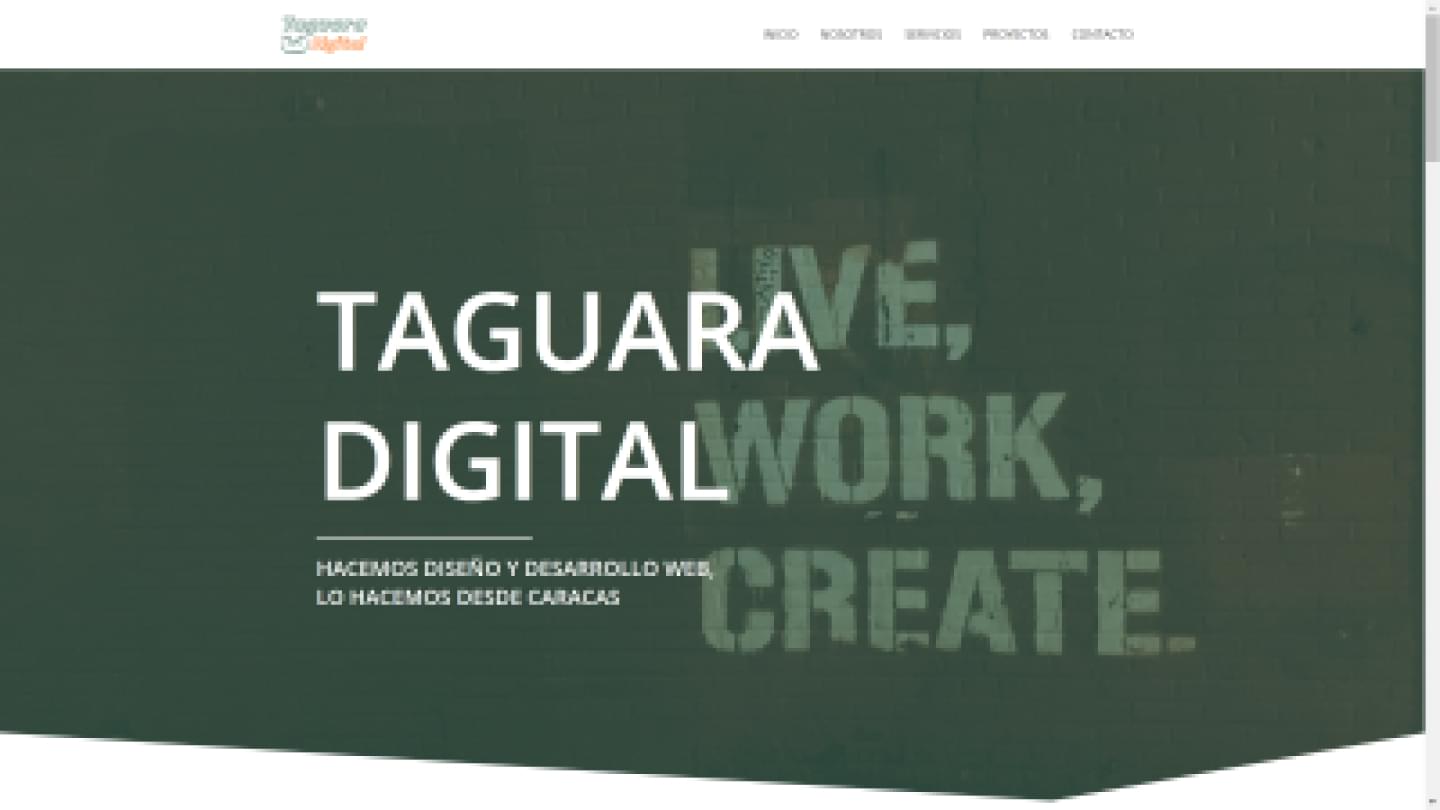 Taguara
digital
INICIO NOSOTROS SERVICIOS PROYECTOS CONTACTO
LIVE,
TAGUARA
WORK,
DIGITAL
CREATE.
HACEMOS DISEÑO Y DESARROLLO WEB,
LO HACEMOS DESDE CARACAS